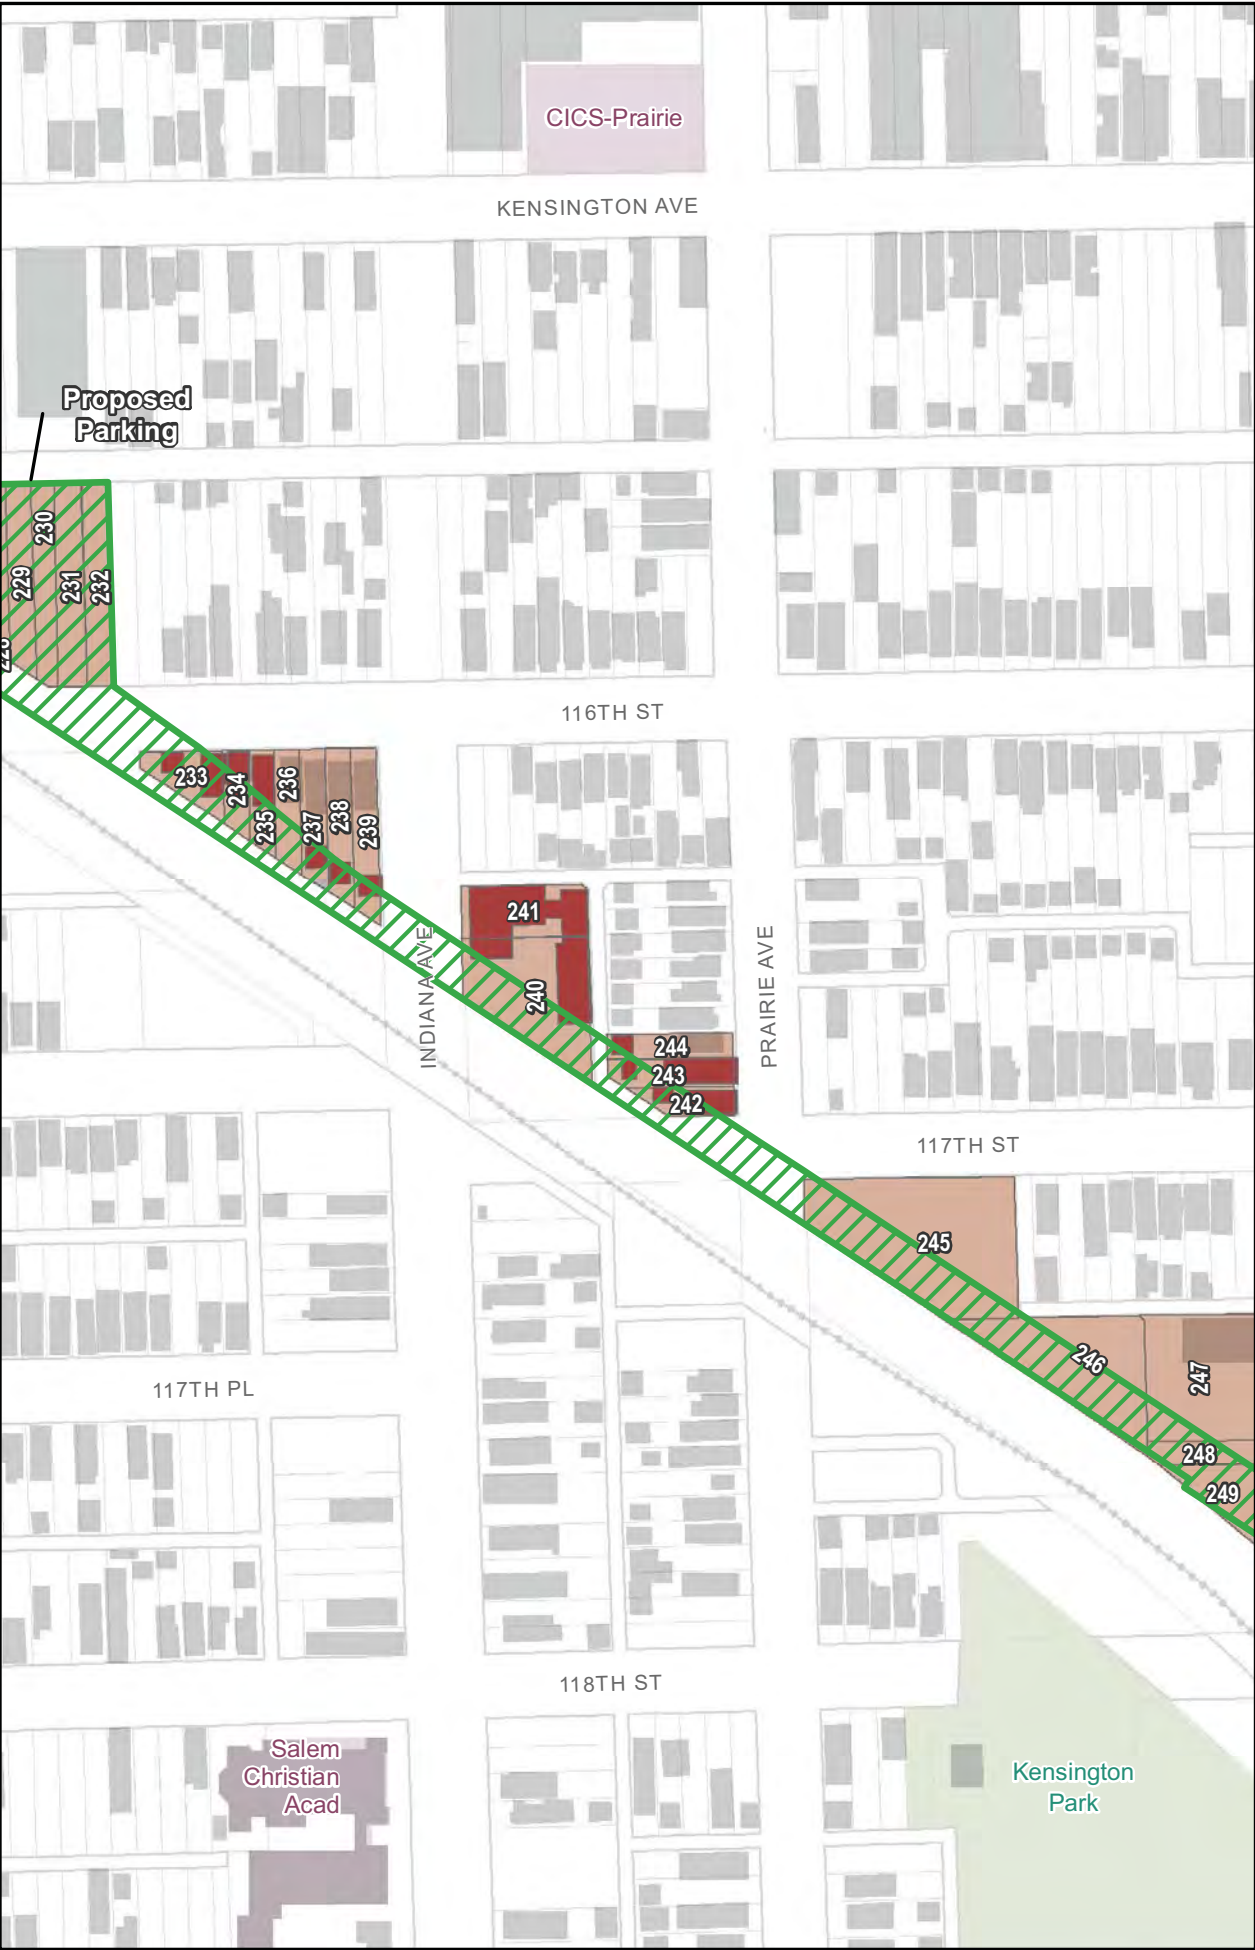 CICS-Prairie
KENSINGTON AVE
Proposed
Parking
230
229
231
232
116TH ST
233
234
236
235
237
238
239
241
240
INDIANA AVE
PRAIRIE AVE
244
243
242
117TH ST
245
246
247
248
249
117TH PL
118TH ST
Salem
Christian
Acad
Kensington
Park